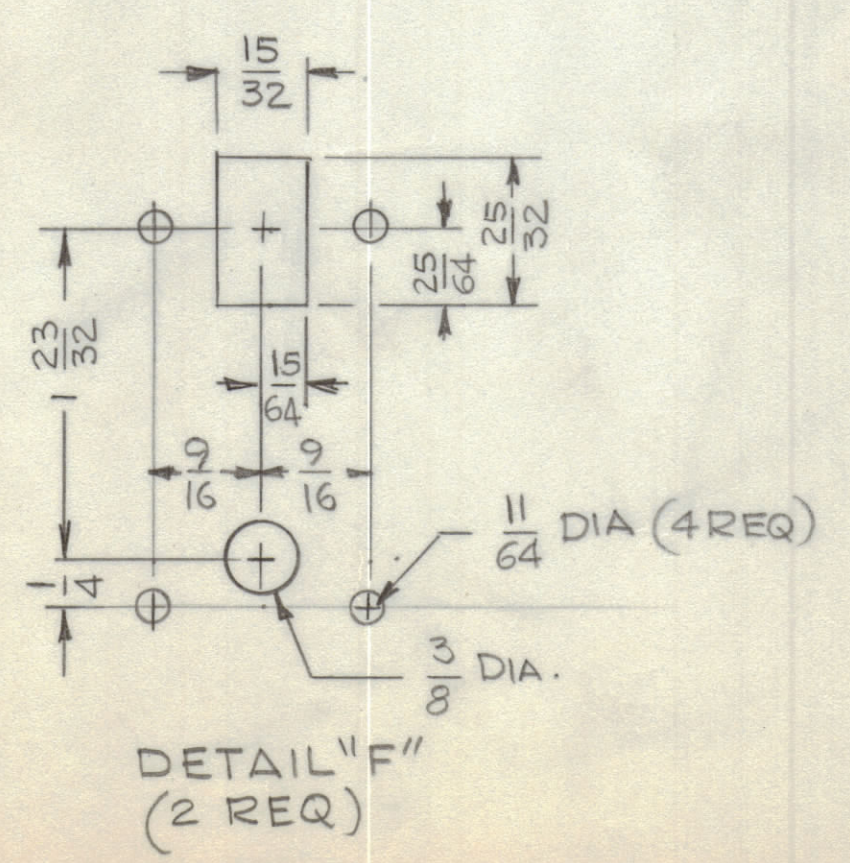 15/32
25/32
25/64
1 23/32
15/64
9/16
9/16
11/64 DIA (4 REQ)
1/4
3/8 DIA.
DETAIL "F"
(2 REQ)